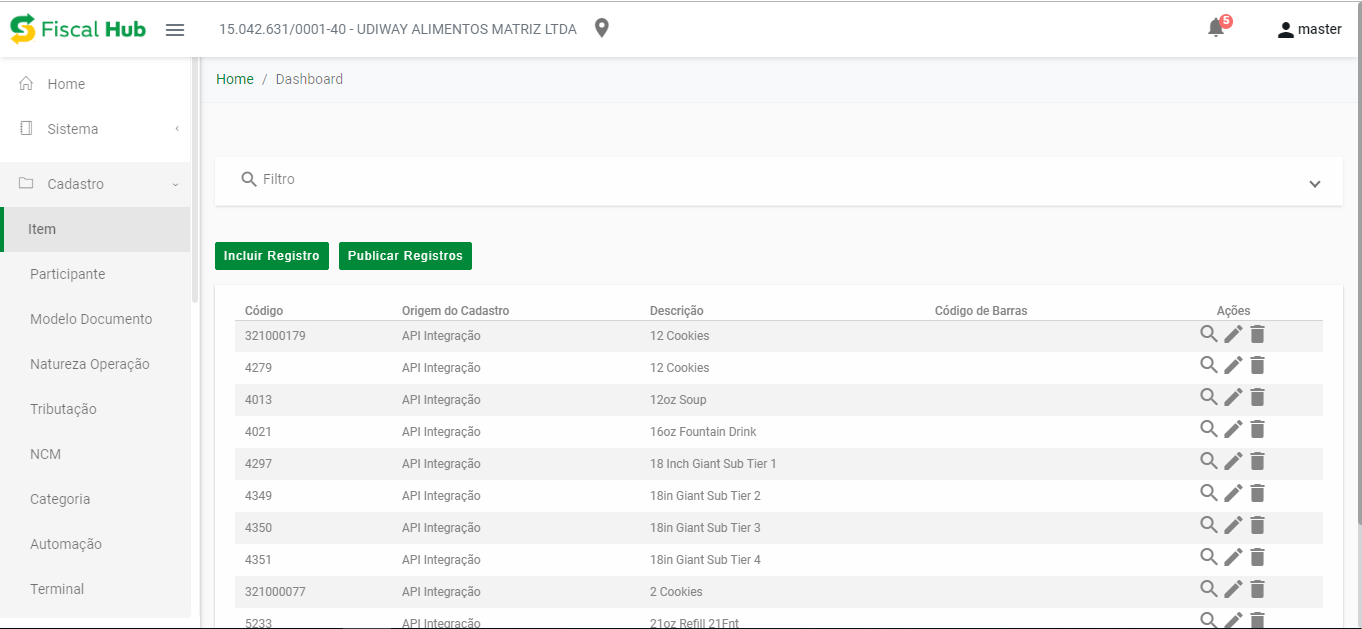 Fiscal Hub 15.042.631/0001-40 - UDIWAY ALIMENTOS MATRIZ LTDA 5 master
Home / Dashboard
Home
Sistema
Cadastro
Item
Participante
Modelo Documento
Natureza Operação
Tributação
NCM
Categoria
Automação
Terminal
Filtro
Incluir Registro Publicar Registros
Código Origem do Cadastro Descrição Código de Barras Ações
321000179 API Integração 12 Cookies
4279 API Integração 12 Cookies
4013 API Integração 12oz Soup
4021 API Integração 16oz Fountain Drink
4297 API Integração 18 Inch Giant Sub Tier 1
4349 API Integração 18in Giant Sub Tier 2
4350 API Integração 18in Giant Sub Tier 3
4351 API Integração 18in Giant Sub Tier 4
321000077 API Integração 2 Cookies
5233 API Integração 21oz Refill 21Fnt